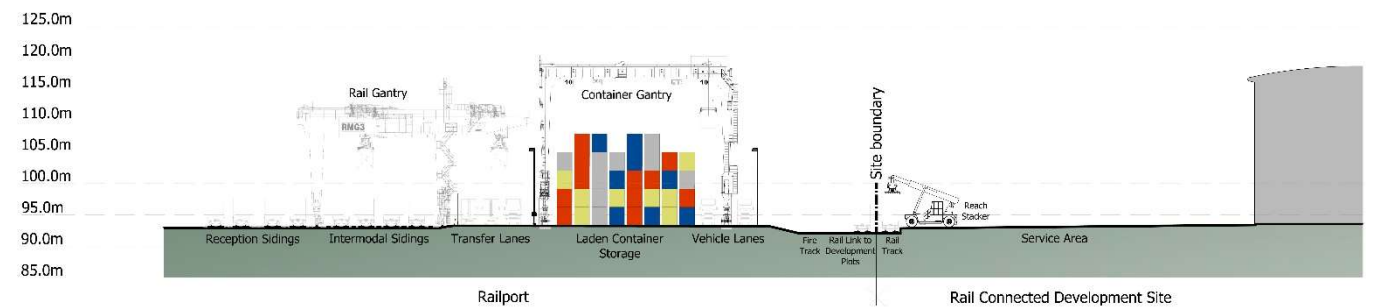 125.0m
120.0m
115.0m
110.0m
105.0m
100.0m
95.0m
90.0m
85.0m
Rail Gantry
RMG3
Container Gantry
Site boundary
Reach
Stacker
Reception Sidings
Intermodal Sidings
Transfer Lanes
Laden Container
Storage
Vehicle Lanes
Fire
Track
Rail Link to
Development
Plots
Rail
Track
Service Area
Railport
Rail Connected Development Site